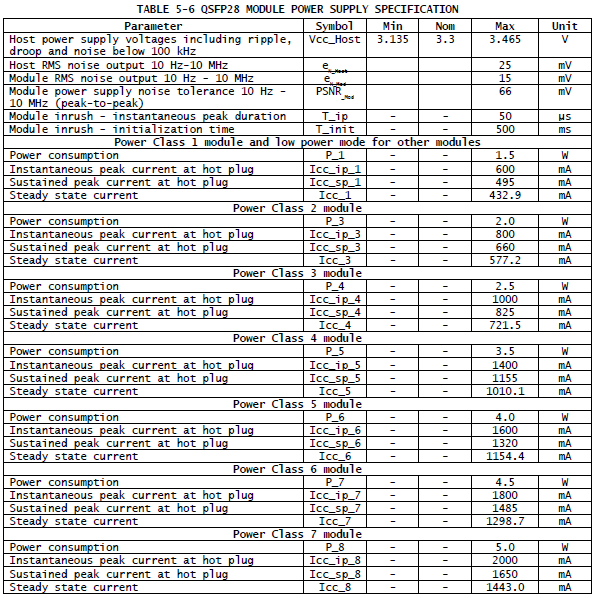 TABLE 5-6 QSFP28 MODULE POWER SUPPLY SPECIFICATION
Parameter Symbol Min Nom Max Unit
Host power supply voltages including ripple, Vcc_Host 3.135 3.3 3.465 V
droop and noise below 100 kHz
Host RMS noise output 10 Hz-10 MHz e_N_Host 25 mV
Module RMS noise output 10 Hz - 10 MHz e_N_Mod 15 mV
Module power supply noise tolerance 10 Hz - PSNR_Mod 66 mV
10 MHz (peak-to-peak)
Module inrush - instantaneous peak duration T_ip – – 50 µs
Module inrush - initialization time T_init – – 500 ms
Power Class 1 module and low power mode for other modules
Power consumption P_1 – – 1.5 W
Instantaneous peak current at hot plug Icc_ip_1 – – 600 mA
Sustained peak current at hot plug Icc_sp_1 – – 495 mA
Steady state current Icc_1 – – 432.9 mA
Power Class 2 module
Power consumption P_3 – – 2.0 W
Instantaneous peak current at hot plug Icc_ip_3 – – 800 mA
Sustained peak current at hot plug Icc_sp_3 – – 660 mA
Steady state current Icc_3 – – 577.2 mA
Power Class 3 module
Power consumption P_4 – – 2.5 W
Instantaneous peak current at hot plug Icc_ip_4 – – 1000 mA
Sustained peak current at hot plug Icc_sp_4 – – 825 mA
Steady state current Icc_4 – – 721.5 mA
Power Class 4 module
Power consumption P_5 – – 3.5 W
Instantaneous peak current at hot plug Icc_ip_5 – – 1400 mA
Sustained peak current at hot plug Icc_sp_5 – – 1155 mA
Steady state current Icc_5 – – 1010.1 mA
Power Class 5 module
Power consumption P_6 – – 4.0 W
Instantaneous peak current at hot plug Icc_ip_6 – – 1600 mA
Sustained peak current at hot plug Icc_sp_6 – – 1320 mA
Steady state current Icc_6 – – 1154.4 mA
Power Class 6 module
Power consumption P_7 – – 4.5 W
Instantaneous peak current at hot plug Icc_ip_7 – – 1800 mA
Sustained peak current at hot plug Icc_sp_7 – – 1485 mA
Steady state current Icc_7 – – 1298.7 mA
Power Class 7 module
Power consumption P_8 – – 5.0 W
Instantaneous peak current at hot plug Icc_ip_8 – – 2000 mA
Sustained peak current at hot plug Icc_sp_8 – – 1650 mA
Steady state current Icc_8 – – 1443.0 mA